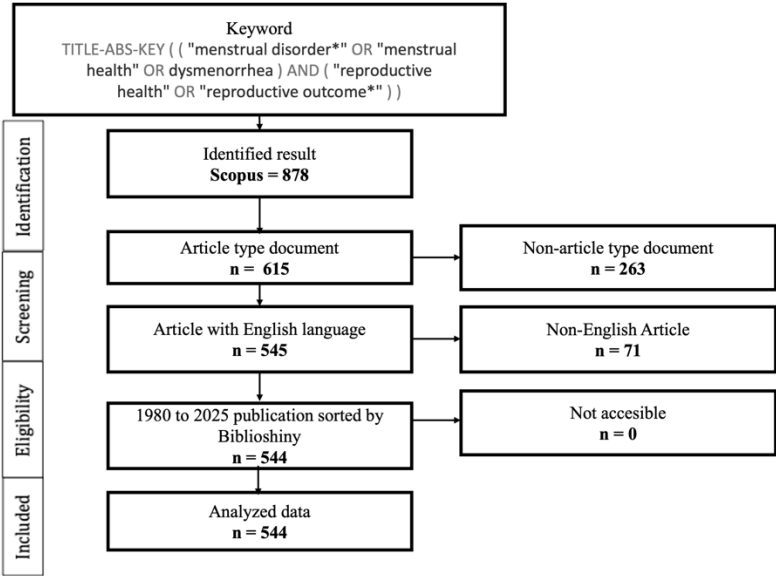 Keyword
TITLE-ABS-KEY ( ( "menstrual disorder*" OR "menstrual
health" OR dysmenorrhea ) AND ( "reproductive
health" OR "reproductive outcome*" ) )
Identification
Identified result
Scopus = 878
Article type document
n = 615
Non-article type document
n = 263
Screening
Article with English language
n = 545
Non-English Article
n = 71
Eligibility
1980 to 2025 publication sorted by
Biblioshiny
n = 544
Not accesible
n = 0
Included
Analyzed data
n = 544